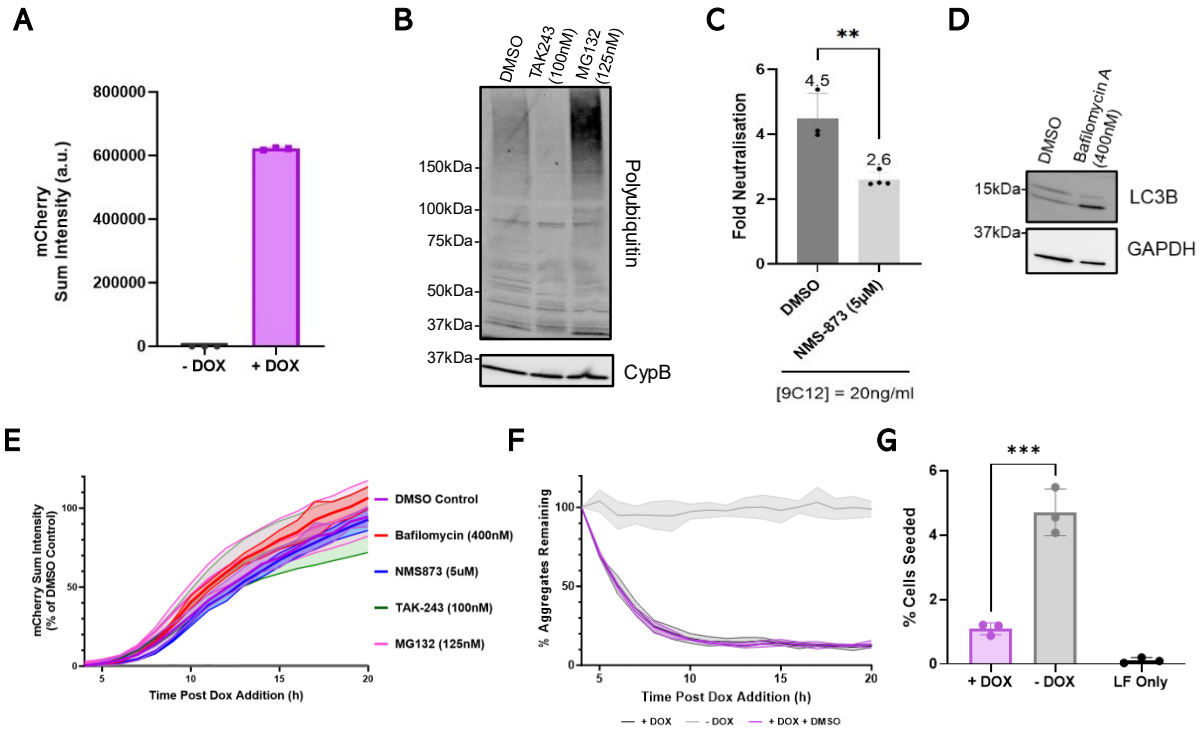 A
mCherry
Sum Intensity (a.u.)
800000
600000
400000
200000
0
- DOX
+ DOX
B
DMSO
TAK243
(100nM)
MG132
(125nM)
150kDa
100kDa
75kDa
50kDa
37kDa
37kDa
Polyubiquitin
CypB
C
**
Fold Neutralisation
6
4
2
0
4.5
2.6
DMSO
NMS-873 (5µM)
[9C12] = 20ng/ml
D
DMSO
Bafilomycin A
(400nM)
15kDa
37kDa
LC3B
GAPDH
E
mCherry Sum Intensity
(% of DMSO Control)
100
50
0
5
10
15
20
Time Post Dox Addition (h)
DMSO Control
Bafilomycin (400nM)
NMS873 (5uM)
TAK-243 (100nM)
MG132 (125nM)
F
% Aggregates Remaining
100
50
0
5
10
15
20
Time Post Dox Addition (h)
+ DOX
- DOX
+ DOX + DMSO
G
***
% Cells Seeded
6
4
2
0
+ DOX
- DOX
LF Only